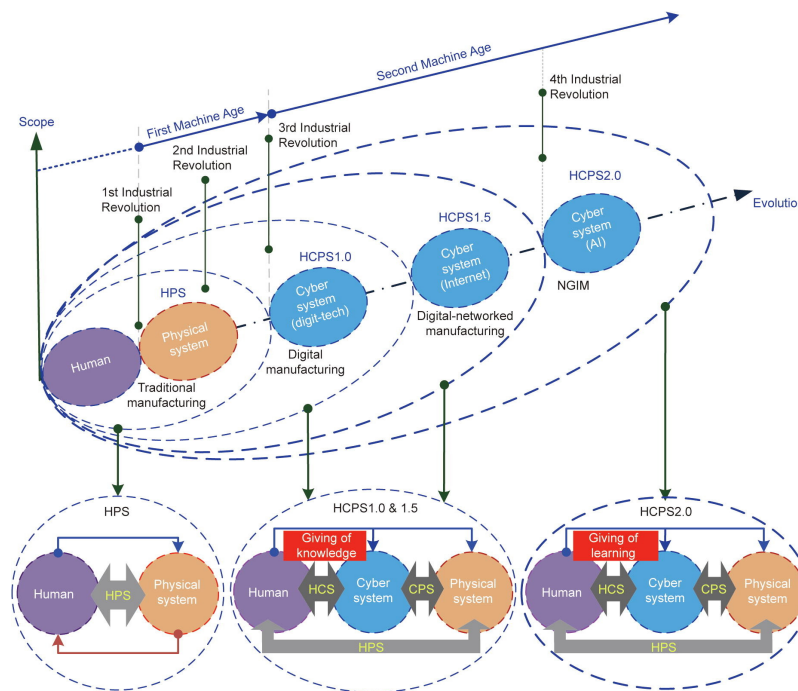 Second Machine Age
4th Industrial
Revolution
Scope
First Machine Age
3rd Industrial
Revolution
2nd Industrial
Revolution
1st Industrial
Revolution
HCPS2.0
Cyber
system
(AI)
NGIM
Evolutio
HCPS1.5
Cyber
system
(Internet)
Digital-networked
manufacturing
HCPS1.0
Cyber
system
(digit-tech)
Digital
manufacturing
HPS
Physical
system
Human
Traditional
manufacturing
HPS
Human
HPS
Physical
system
HCPS1.0 & 1.5
Giving of
knowledge
Human
HCS
Cyber
system
CPS
Physical
system
HPS
HCPS2.0
Giving of
learning
Human
HCS
Cyber
system
CPS
Physical
system
HPS